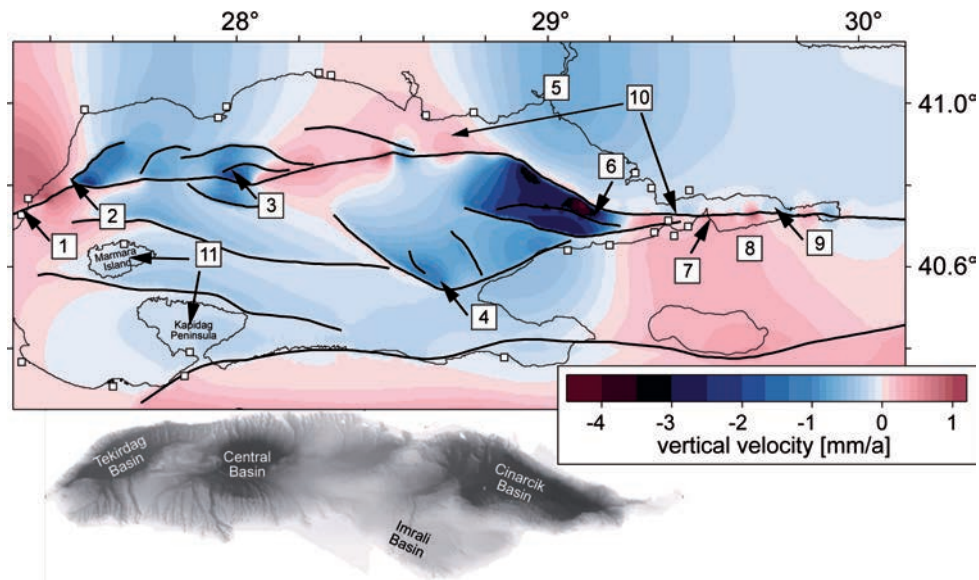 28°
29°
30°
5
10
41.0°
6
2
3
1
11
Marmara
Island
7
8
9
40.6°
4
Kapidag
Peninsula
-4
-3
-2
-1
0
1
vertical velocity [mm/a]
Tekirdag
Basin
Central
Basin
Cinarcik
Basin
Imrali
Basin